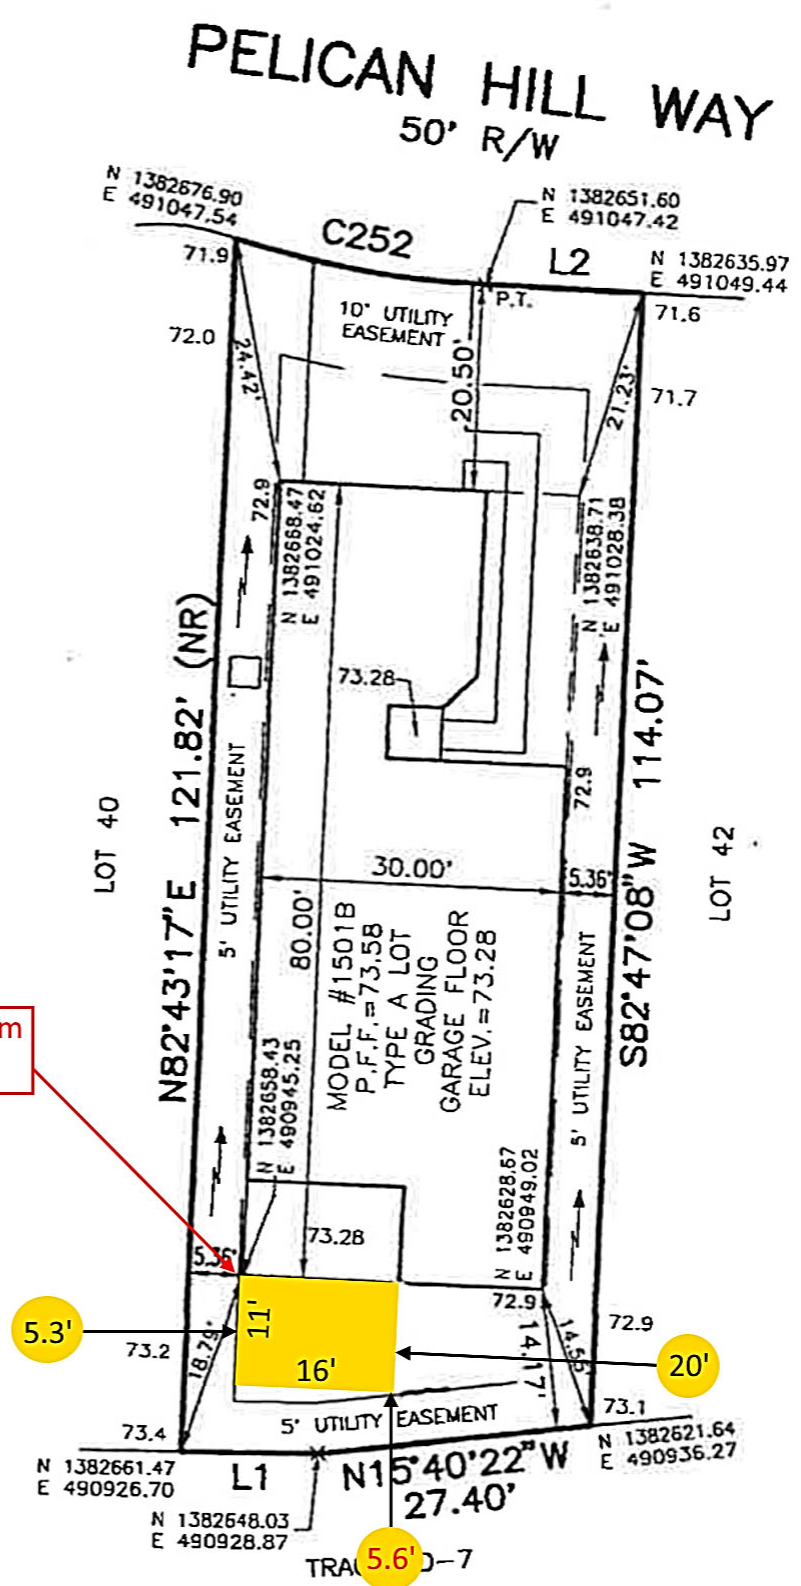 PELICAN HILL WAY
50' R/W
N 1382676.90
E 491047.54
N 1382651.60
E 491047.42
C252
L2
N 1382635.97
E 491049.44
71.9
P.T.
71.6
10' UTILITY
EASEMENT
72.0
24.42'
20.50'
21.23'
71.7
72.9
N 1382668.47
E 491024.62
N 1382638.71
E 491028.38
73.28
N82°43'17"E 121.82' (NR)
S82°47'08"W 114.07'
72.9
LOT 40
5' UTILITY EASEMENT
30.00'
5.36'
LOT 42
80.00'
MODEL #1501B
P.F.F.=73.58
TYPE A LOT
GRADING
GARAGE FLOOR
ELEV.=73.28
5' UTILITY EASEMENT
m
N 1382658.43
E 490945.25
N 1382628.67
E 490949.02
73.28
5.36'
72.9
11'
5.3'
73.2
18.79'
16'
14.17'
14.55'
72.9
20'
5' UTILITY EASEMENT
73.1
73.4
N 1382661.47
E 490926.70
L1
N15°40'22"W
27.40'
N 1382621.64
E 490936.27
N 1382648.03
E 490928.87
5.6'
-7